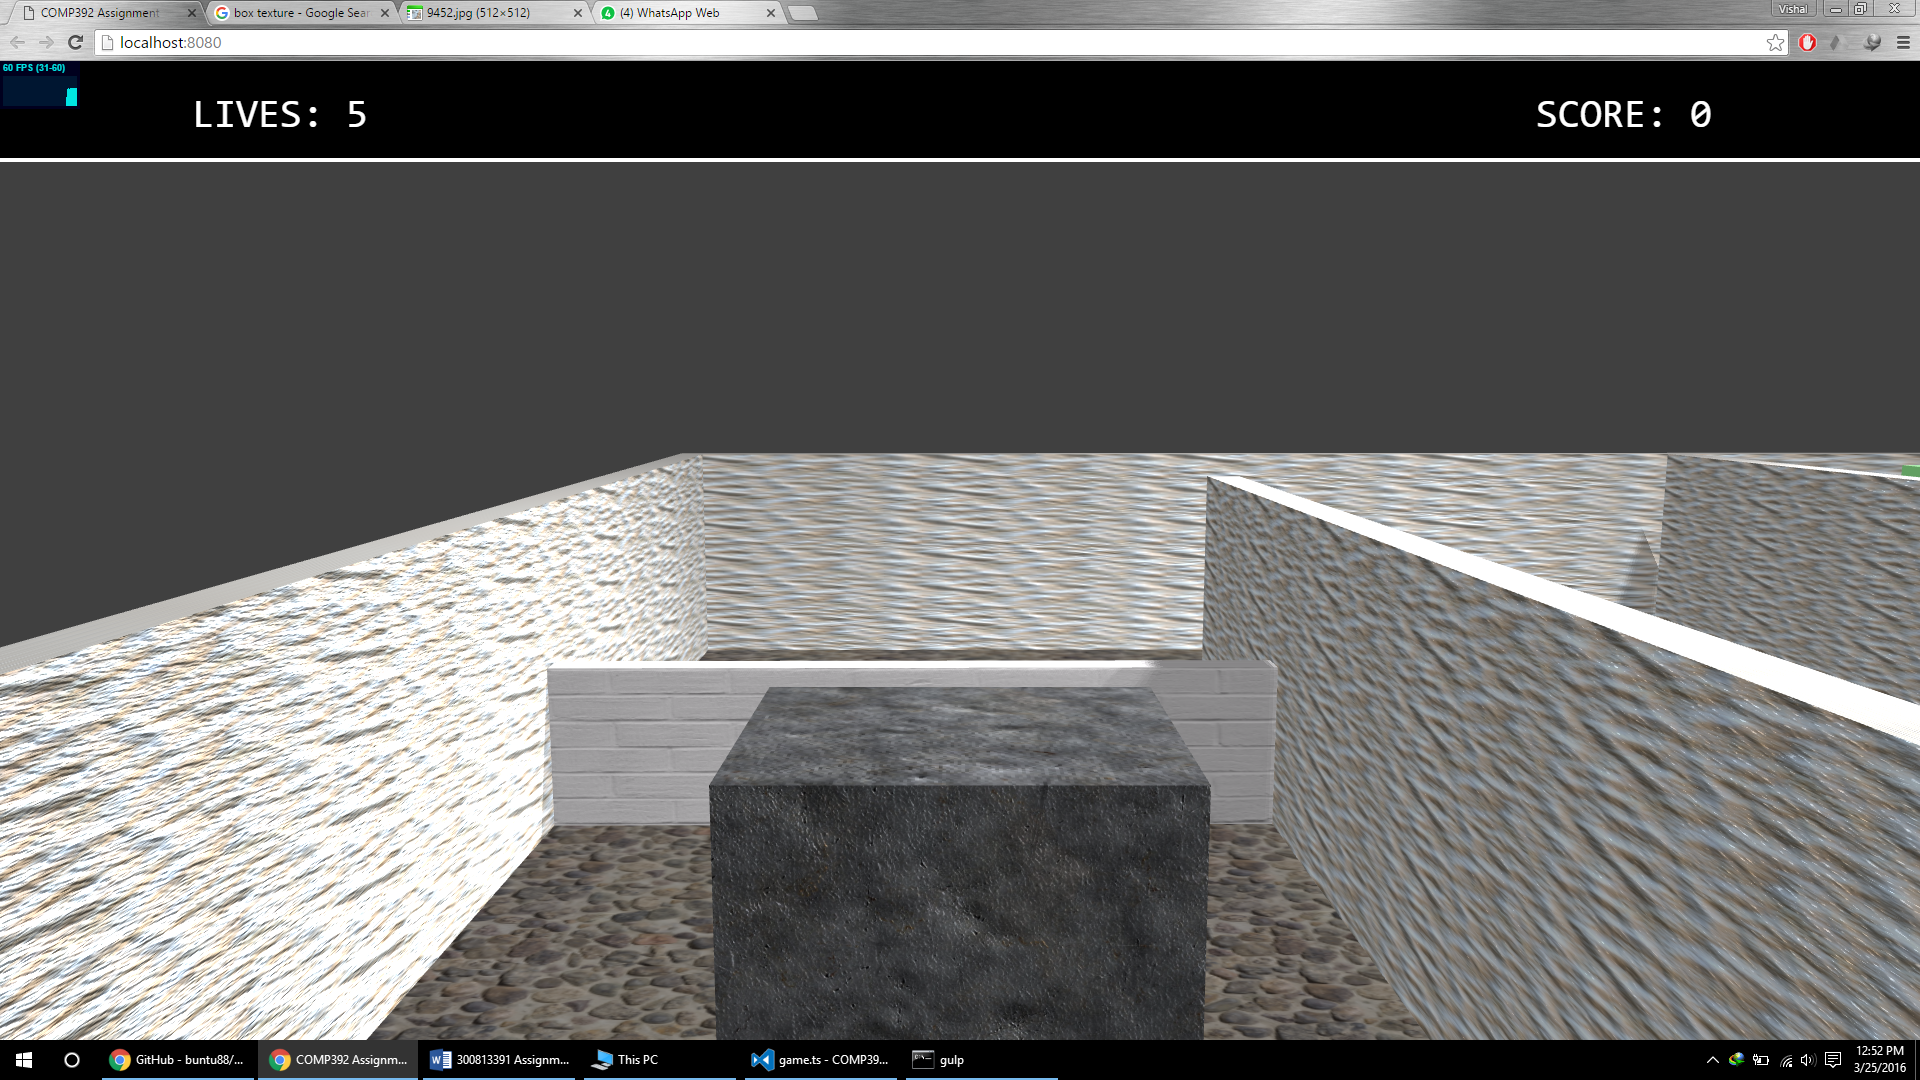 COMP392 Assignment
box texture - Google Sear
9452.jpg (512×512)
4
(4) WhatsApp Web
Vishal
localhost:8080
60 FPS (31-60)
LIVES: 5
SCORE: 0
GitHub - buntu88/...
COMP392 Assignm...
300813391 Assignm...
This PC
game.ts - COMP39...
gulp
12:52 PM
3/25/2016